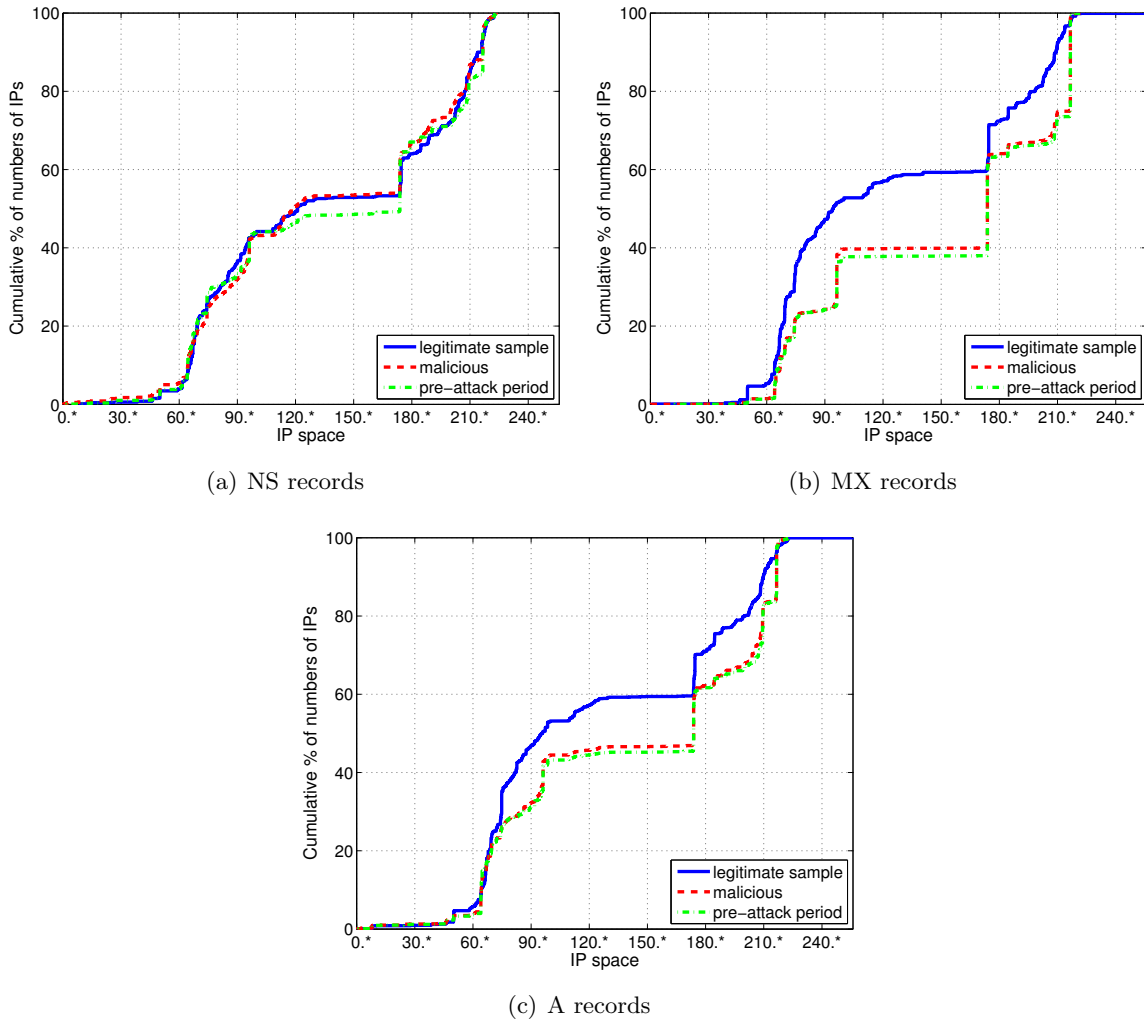 Cumulative % of numbers of IPs
100
80
60
40
20
0
0.* 30.* 60.* 90.* 120.* 150.* 180.* 210.* 240.*
IP space
legitimate sample
malicious
pre-attack period
(a) NS records
Cumulative % of numbers of IPs
100
80
60
40
20
0
0.* 30.* 60.* 90.* 120.* 150.* 180.* 210.* 240.*
IP space
legitimate sample
malicious
pre-attack period
(b) MX records
Cumulative % of numbers of IPs
100
80
60
40
20
0
0.* 30.* 60.* 90.* 120.* 150.* 180.* 210.* 240.*
IP space
legitimate sample
malicious
pre-attack period
(c) A records